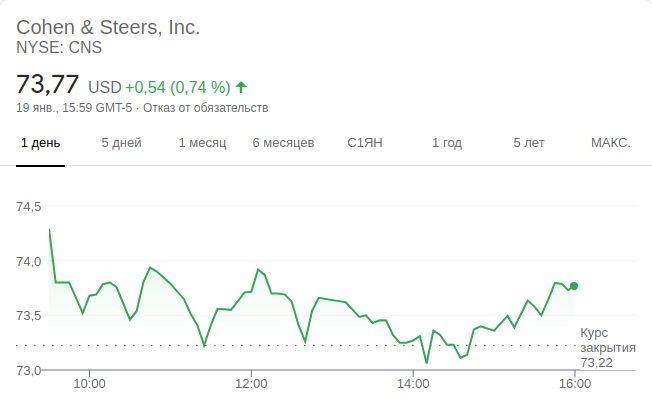 Cohen & Steers, Inc.
NYSE: CNS
73,77 USD +0,54 (0,74 %)
19 янв., 15:59 GMT-5 · Отказ от обязательств
1 день 5 дней 1 месяц 6 месяцев С1ЯН 1 год 5 лет МАКС.
74,5
74,0
73,5
Курс
закрытия
73,22
73,0
10:00 12:00 14:00 16:00